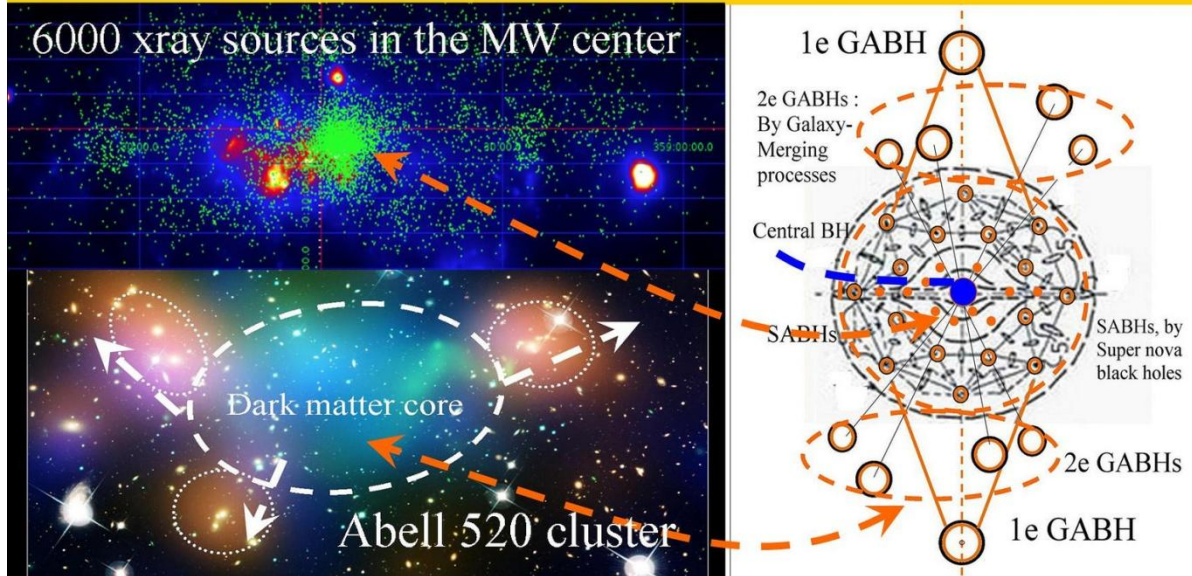 6000 xray sources in the MW center
Dark matter core
Abell 520 cluster
1e GABH
2e GABHs :
By Galaxy-
Merging
processes
Central BH
SABHs
SABHs, by
Super nova
black holes
2e GABHs
1e GABH